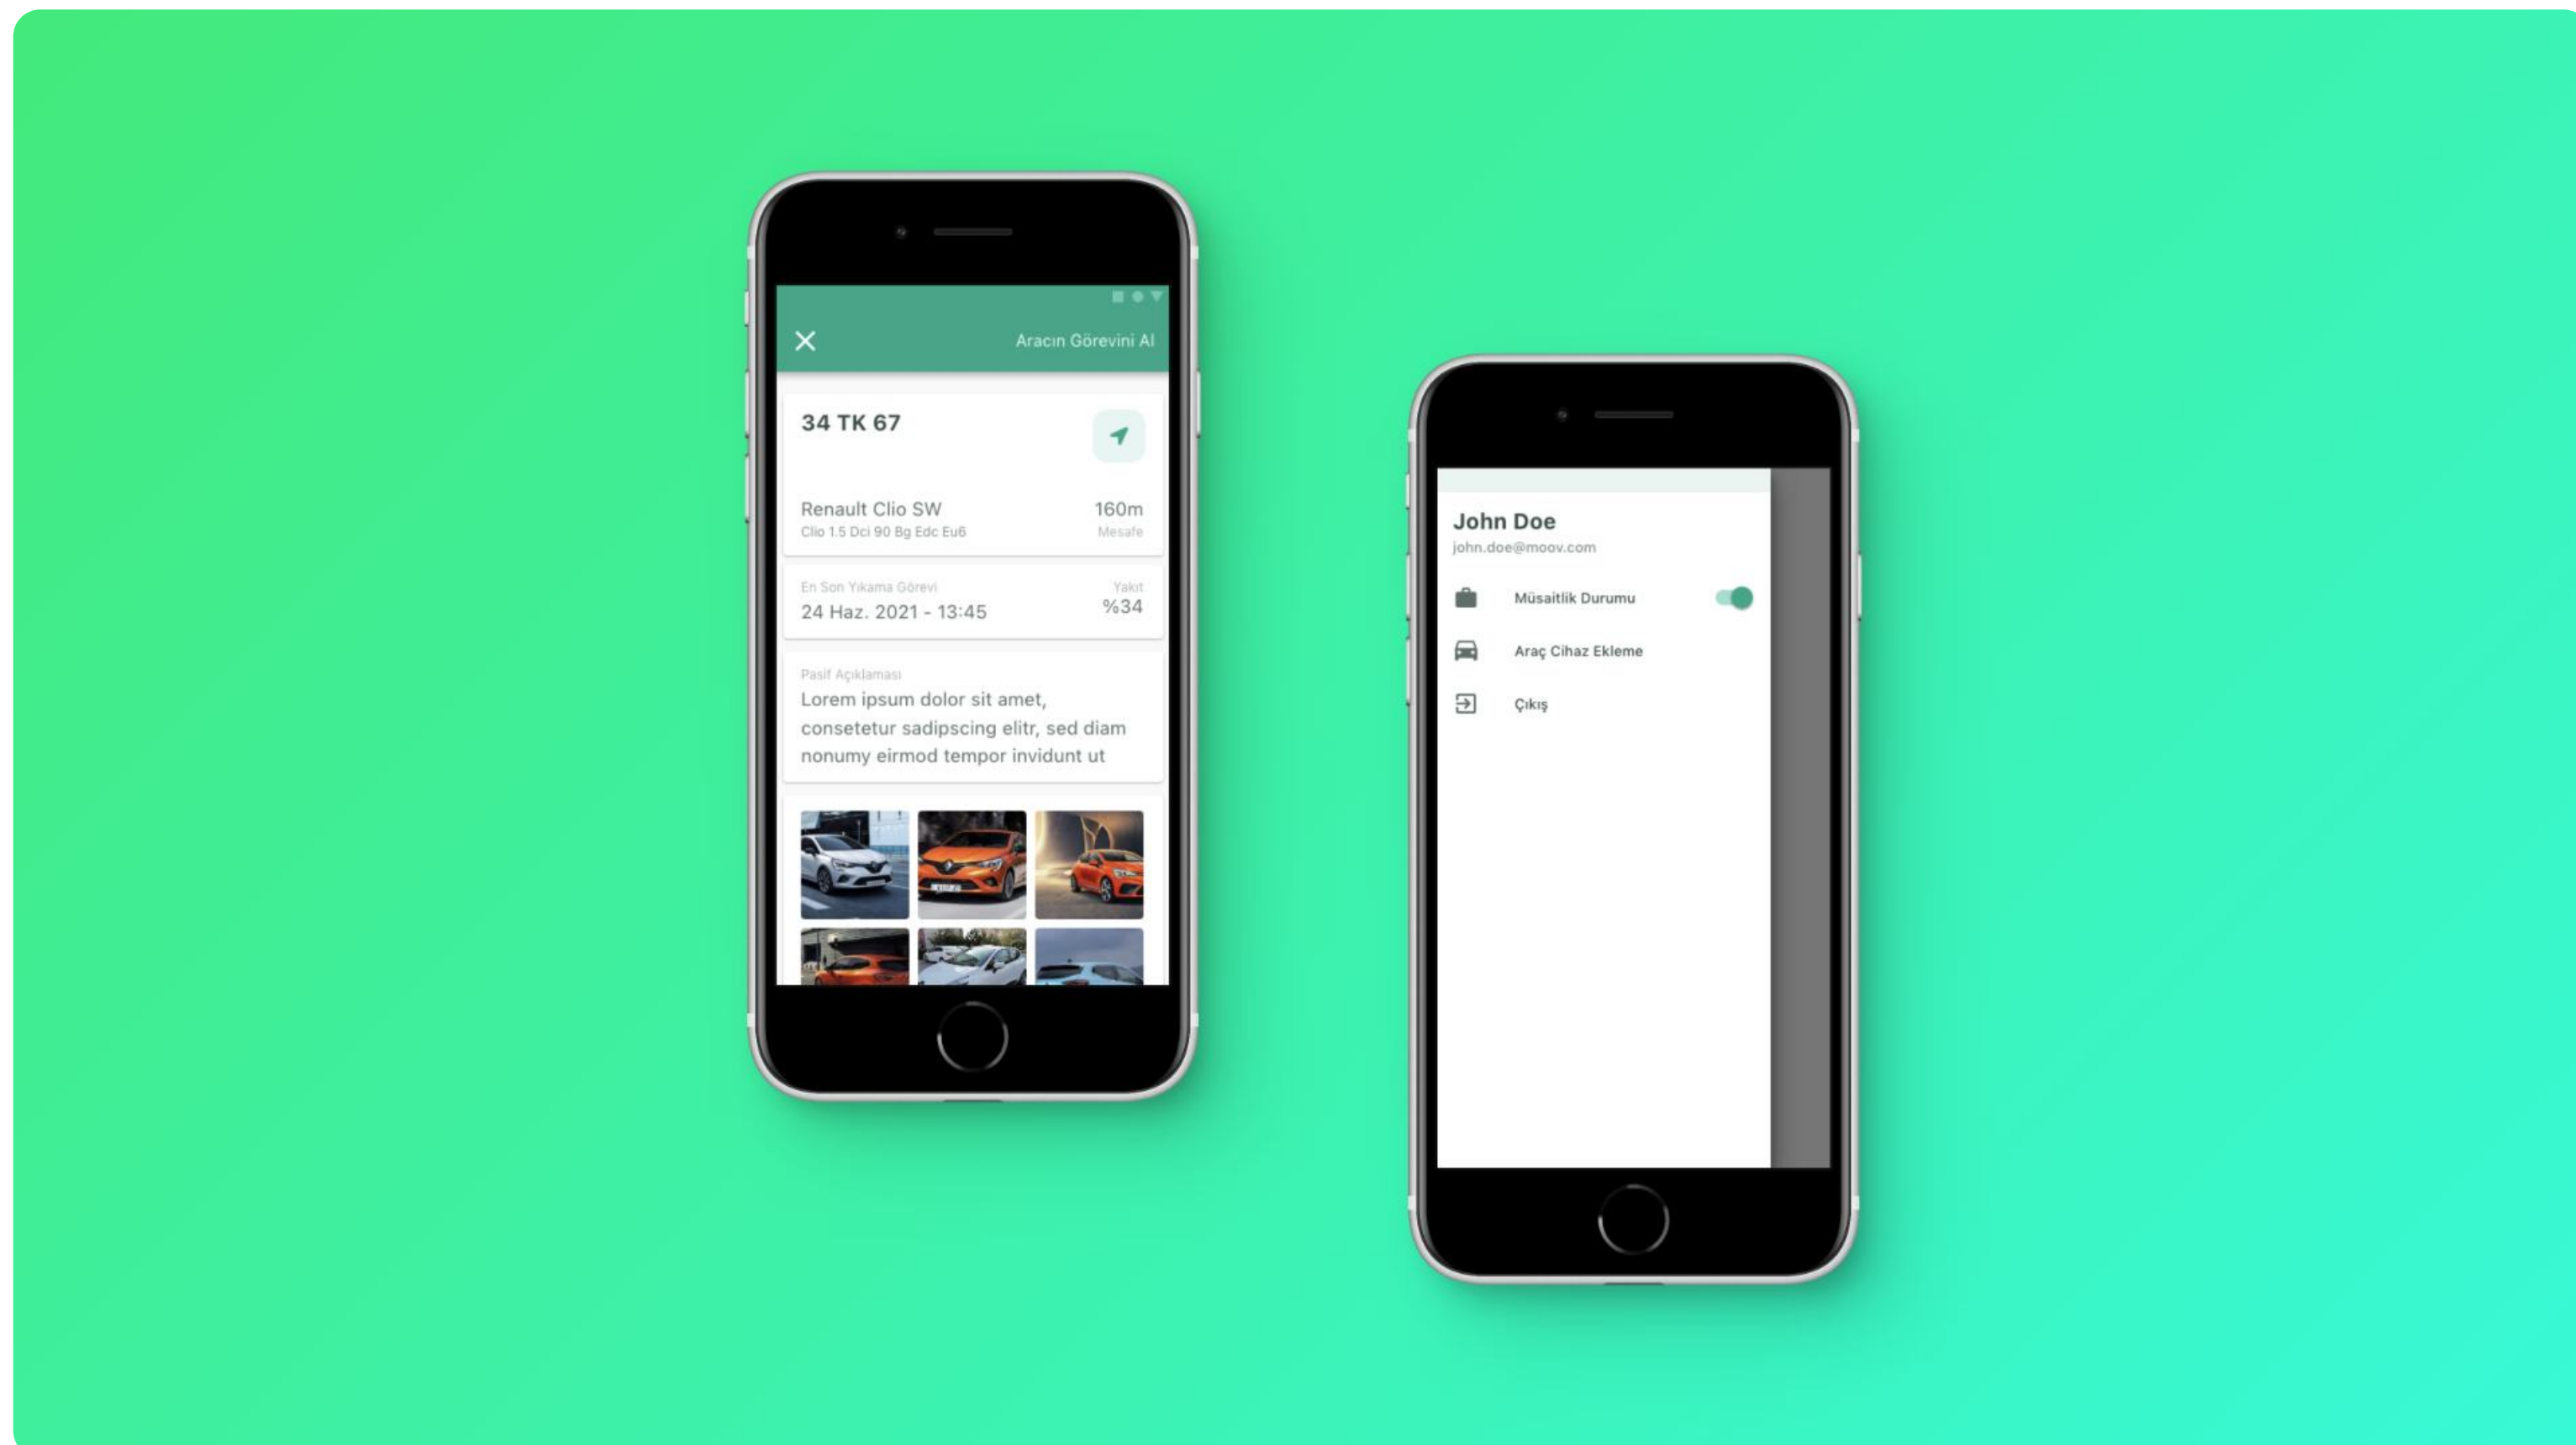 Aracın Görevini Al
34 TK 67
Renault Clio SW
160m
Clio 1.5 Dci 90 Bg Edc Eu6
Mesafe
En Son Yıkama Görevi
Yakıt
24 Haz. 2021 - 13:45
%34
Pasif Açıklaması
Lorem ipsum dolor sit amet,
consetetur sadipscing elitr, sed diam
nonumy eirmod tempor invidunt ut
John Doe
john.doe@moov.com
Müsaitlik Durumu
Araç Cihaz Ekleme
Çıkış